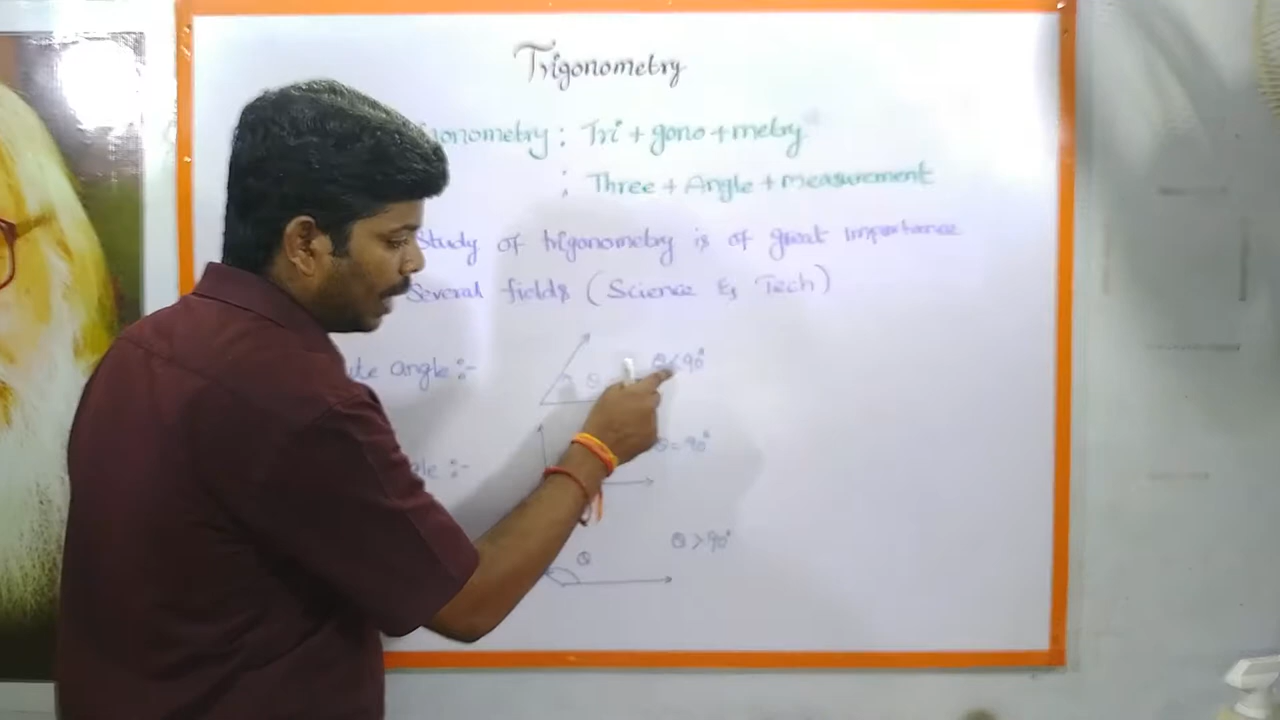 Trigonometry
onometry : Tri + gono + metry
: Three + Angle + measurement
Study of trigonometry is of great importance
Several fields (Science & Tech)
te angle :-
θ
θ < 90°
le :-
θ = 90°
θ
θ > 90°